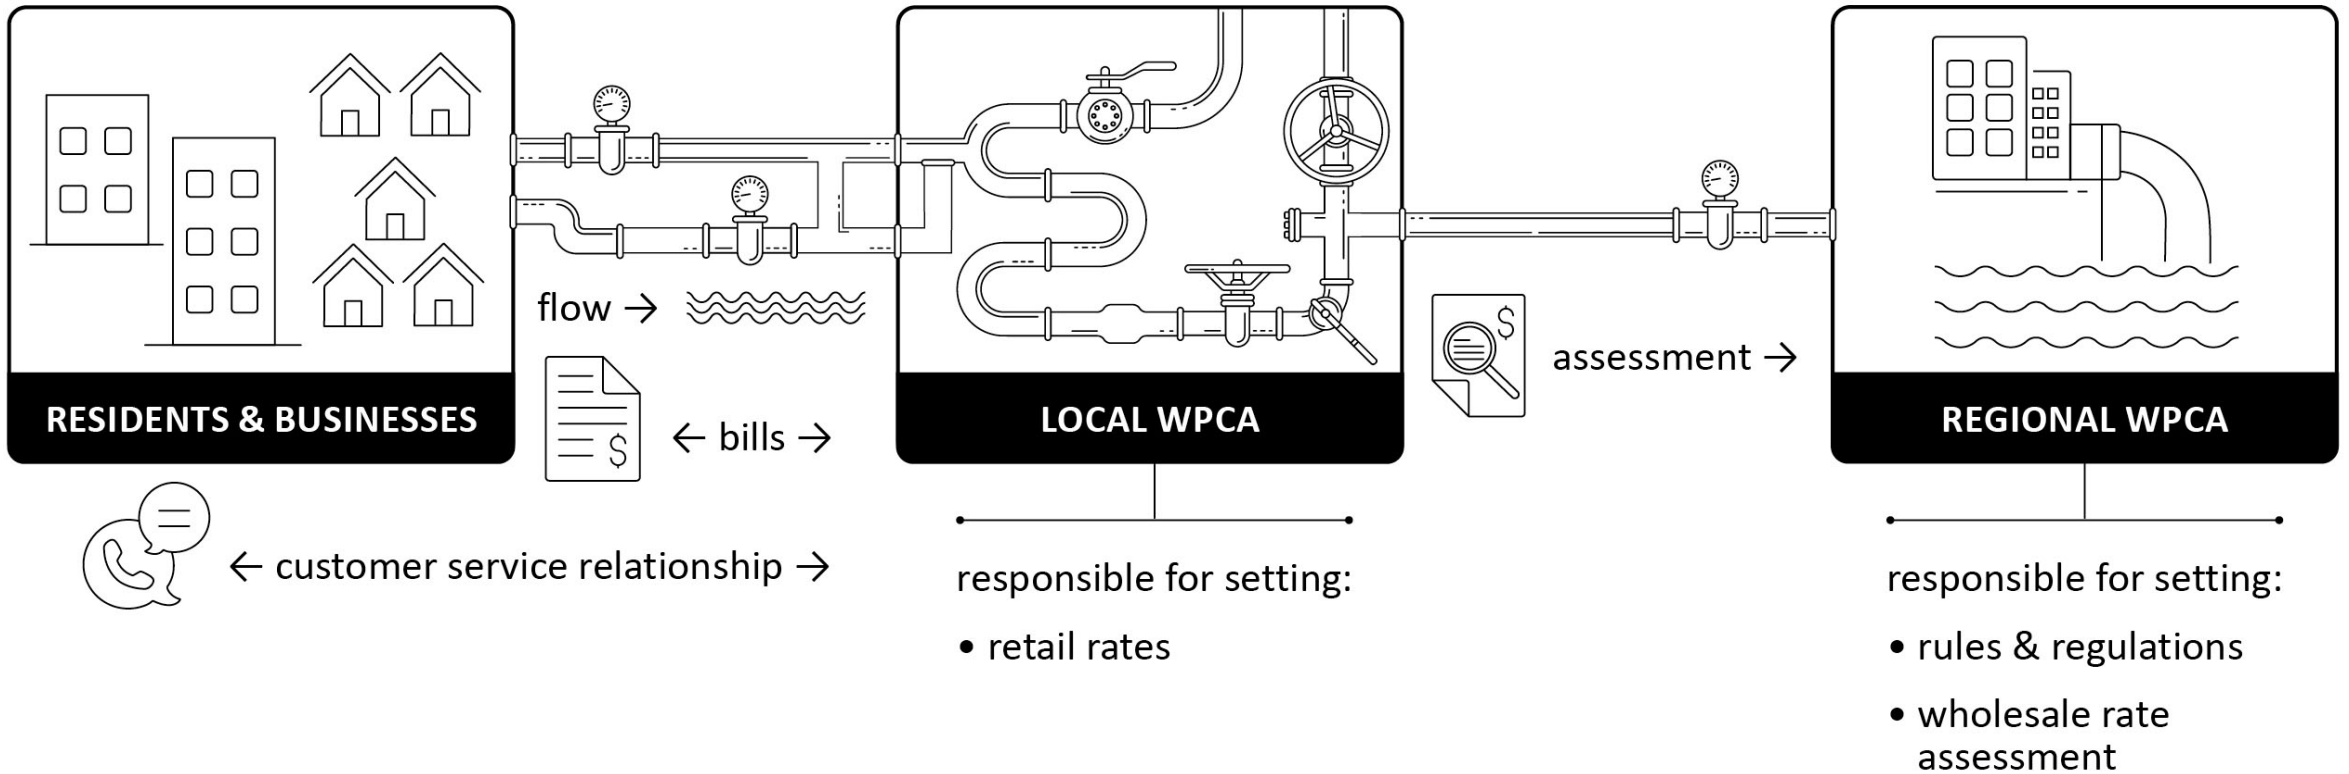 flow →
← bills →
assessment →
RESIDENTS & BUSINESSES
LOCAL WPCA
REGIONAL WPCA
← customer service relationship →
responsible for setting:
• retail rates
responsible for setting:
• rules & regulations
• wholesale rate
assessment
$
$